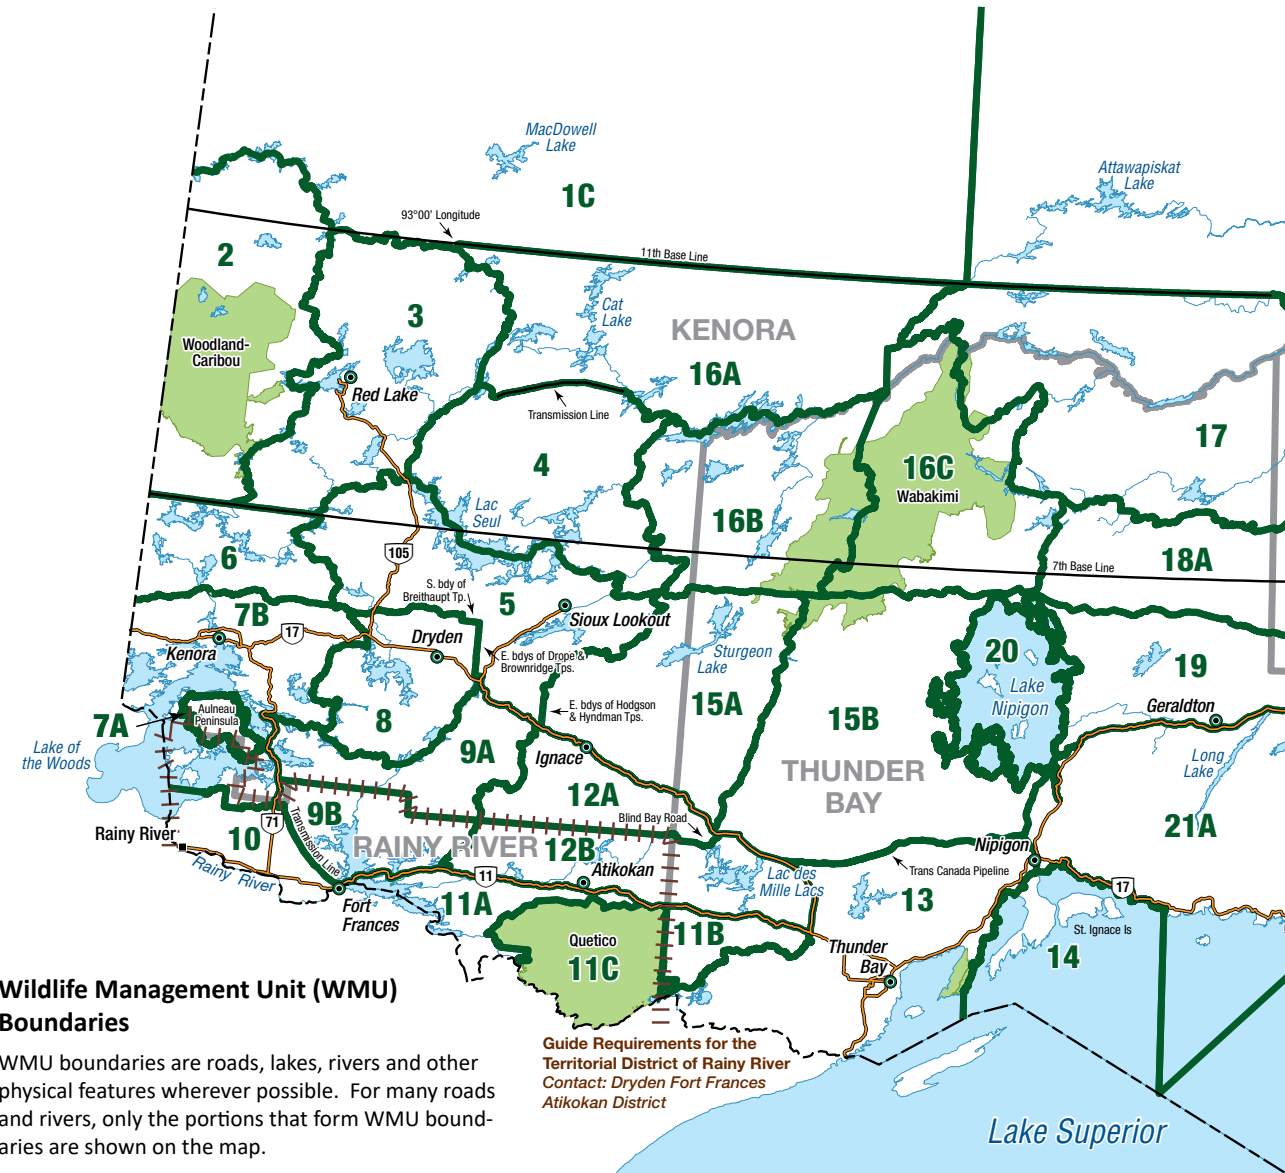 MacDowell
Lake
Attawapiskat
Lake
1C
93°00' Longitude
11th Base Line
2
3
Cat
Lake
KENORA
16A
Woodland-
Caribou
Red Lake
Transmission Line
17
4
16C
Wabakimi
Lac
Seul
16B
105
6
7th Base Line
18A
S. bdy of
Breithaupt Tp.
5
7B
17
Sioux Lookout
Dryden
Kenora
E. bdys of Drope &
Brownridge Tps.
Sturgeon
Lake
20
19
Lake
Nipigon
7A
Aulneau
Peninsula
8
E. bdys of Hodgson
& Hyndman Tps.
15A
15B
Geraldton
Lake of
the Woods
9A
Ignace
Long
Lake
THUNDER
BAY
12A
9B
Blind Bay Road
21A
Rainy River
10
71
Transmission Line
RAINY RIVER
12B
Nipigon
Rainy River
Atikokan
11
Lac des
Mille Lacs
Trans Canada Pipeline
17
Fort
Frances
11A
13
Quetico
11C
11B
St. Ignace Is
14
Thunder
Bay
Wildlife Management Unit (WMU)
Boundaries
WMU boundaries are roads, lakes, rivers and other
physical features wherever possible.  For many roads
and rivers, only the portions that form WMU bound-
aries are shown on the map.
Guide Requirements for the
Territorial District of Rainy River
Contact: Dryden Fort Frances
Atikokan District
Lake Superior